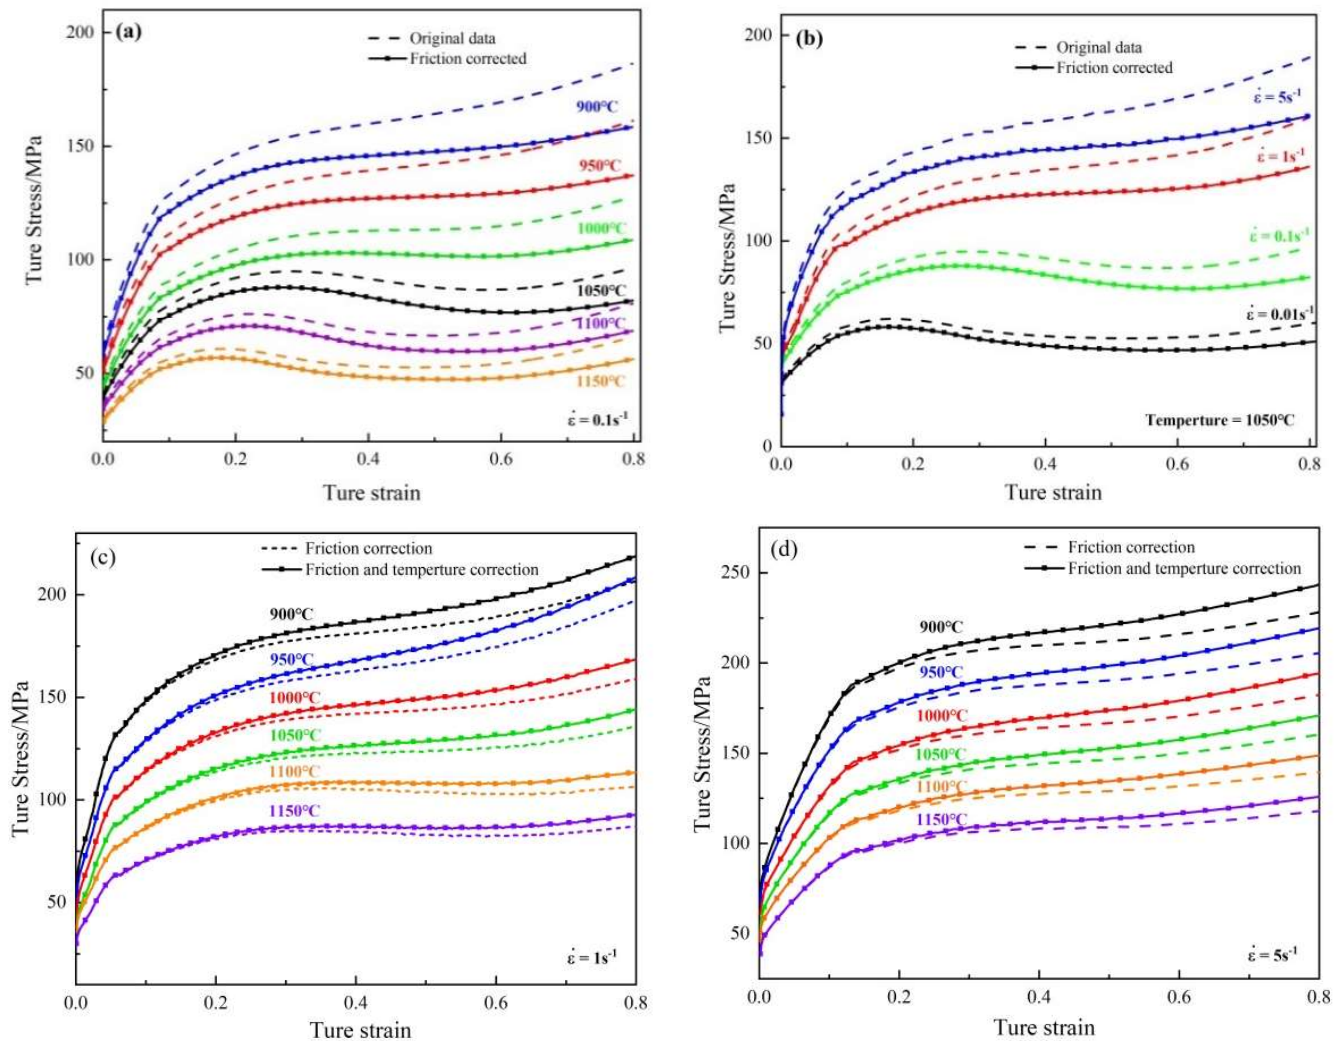 (a)
Original data
Friction corrected
900℃
950℃
1000℃
1050℃
1100℃
1150℃
ε̇ = 0.1s⁻¹
200
150
100
50
0.0 0.2 0.4 0.6 0.8
Ture strain
Ture Stress/MPa
(b)
Original data
Friction corrected
ε̇ = 5s⁻¹
ε̇ = 1s⁻¹
ε̇ = 0.1s⁻¹
ε̇ = 0.01s⁻¹
Temperture = 1050℃
200
150
100
50
0
0.0 0.2 0.4 0.6 0.8
Ture strain
Ture Stress/MPa
(c)
Friction correction
Friction and temperture correction
900℃
950℃
1000℃
1050℃
1100℃
1150℃
ε̇ = 1s⁻¹
200
150
100
50
0.0 0.2 0.4 0.6 0.8
Ture strain
Ture Stress/MPa
(d)
Friction correction
Friction and temperture correction
900℃
950℃
1000℃
1050℃
1100℃
1150℃
ε̇ = 5s⁻¹
250
200
150
100
50
0.0 0.2 0.4 0.6 0.8
Ture strain
Ture Stress/MPa